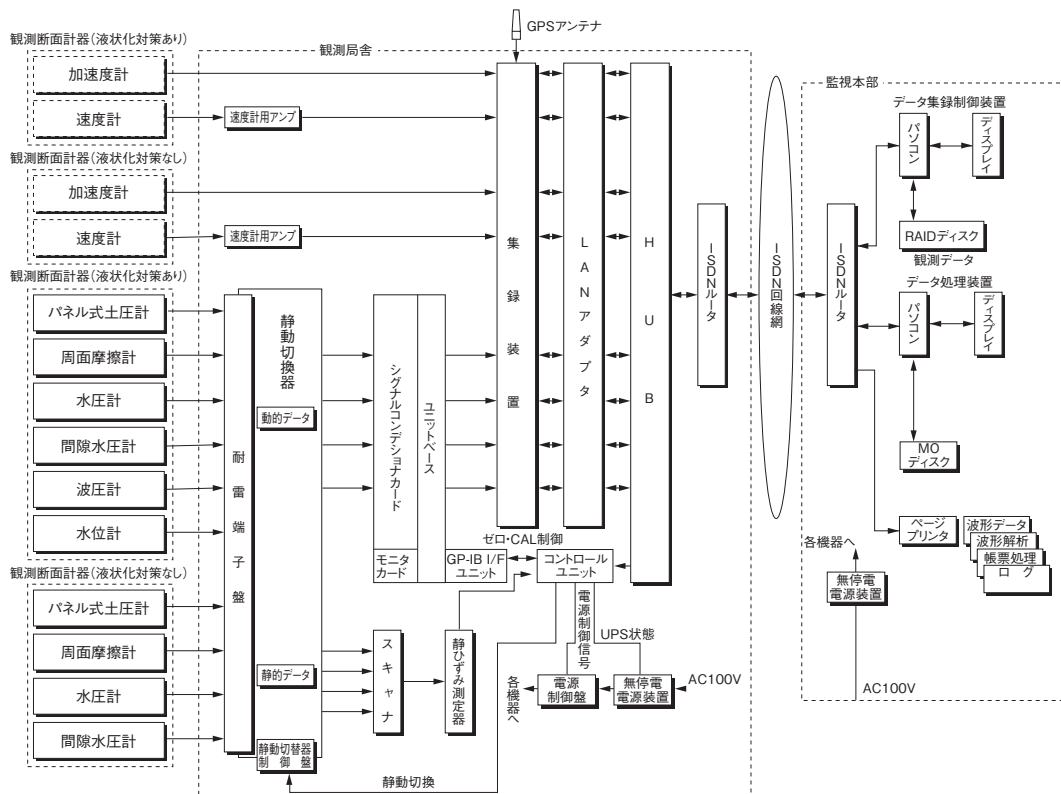 GPSアンテナ
観測断面計器（液状化対策あり）
加速度計
速度計
観測断面計器（液状化対策なし）
加速度計
速度計
観測断面計器（液状化対策あり）
パネル式土圧計
周面摩擦計
水圧計
間隙水圧計
波圧計
水位計
観測断面計器（液状化対策なし）
パネル式土圧計
周面摩擦計
水圧計
間隙水圧計
観測局舎
速度計用アンプ
速度計用アンプ
耐雷端子盤
静動切換器
動的データ
静的データ
静動切替器
制御盤
シグナルコンデショナカード
ユニットベース
モニタ
カード
GP-IB I/F
ユニット
スキャナ
静ひずみ測定器
集録装置
LANアダプタ
HUB
ゼロ・CAL制御
コントロール
ユニット
電源制御信号
UPS状態
各機器へ
電源
制御盤
無停電
電源装置
AC100V
静動切換
ISDNルータ
ISDN回線網
監視本部
ISDNルータ
データ集録制御装置
パソコン
ディスプレイ
RAIDディスク
観測データ
データ処理装置
パソコン
ディスプレイ
MO
ディスク
ページ
プリンタ
波形データ
波形解析
帳票処理
ログ
各機器へ
無停電
電源装置
AC100V